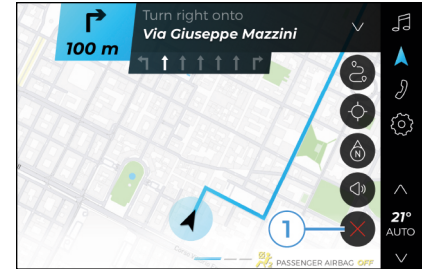 Turn right onto
100 m
Via Giuseppe Mazzini
N
1
21°
AUTO
PASSENGER AIRBAG OFF